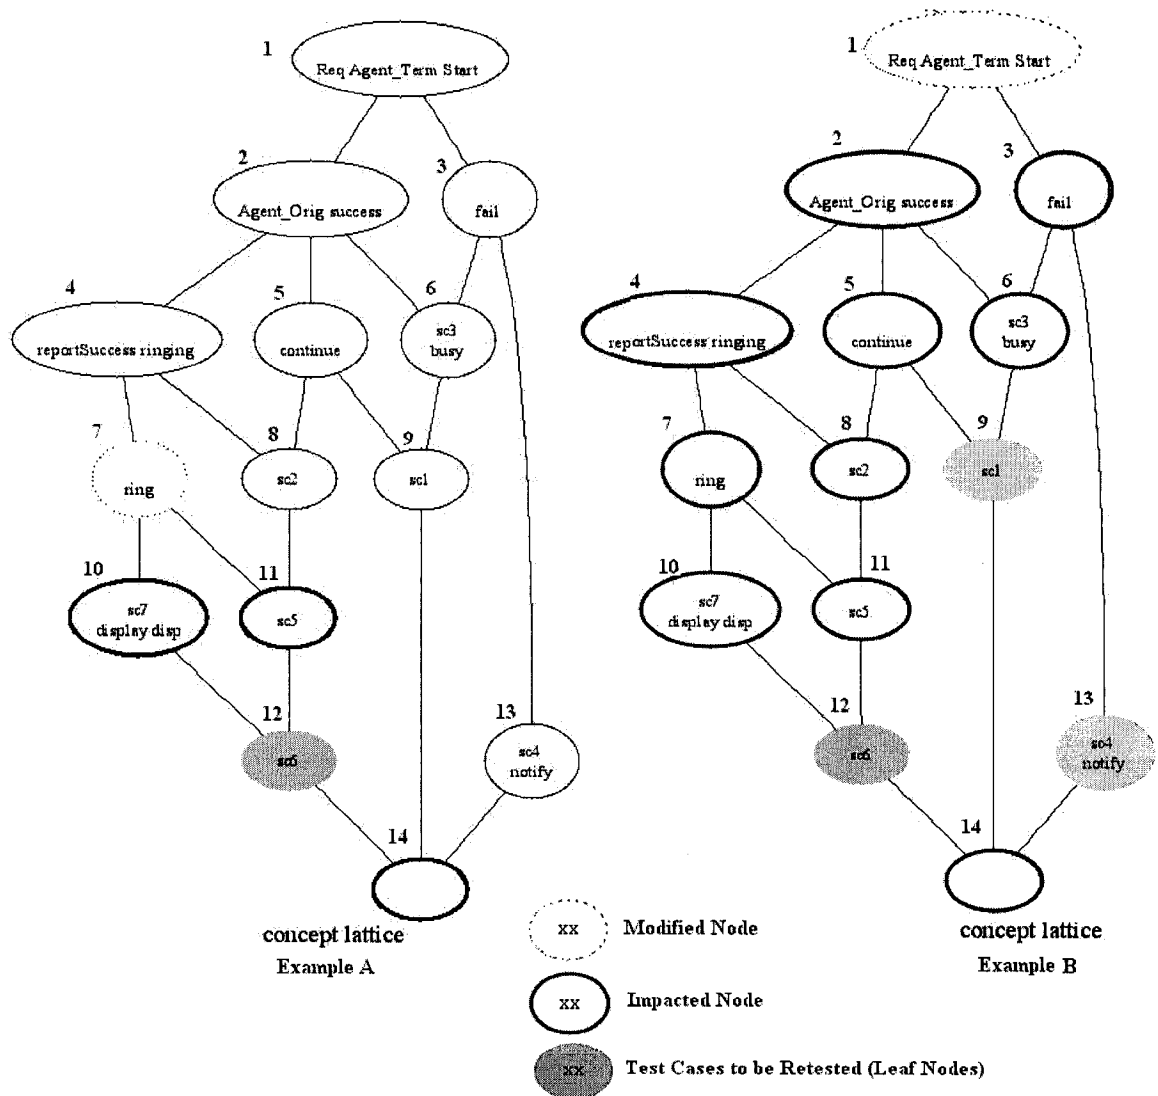 1
Req Agent_Term Start
2
Agent_Orig success
3
fail
4
reportSuccess ringing
5
continue
6
sc3
busy
7
ring
8
sc2
9
sc1
10
sc7
display disp
11
sc5
12
sc6
13
sc4
notify
14
concept lattice
Example A
1
Req Agent_Term Start
2
Agent_Orig success
3
fail
4
reportSuccess ringing
5
continue
6
sc3
busy
7
ring
8
sc2
9
sc1
10
sc7
display disp
11
sc5
12
sc6
13
sc4
notify
14
concept lattice
Example B
xx
Modified Node
xx
Impacted Node
xx
Test Cases to be Retested (Leaf Nodes)